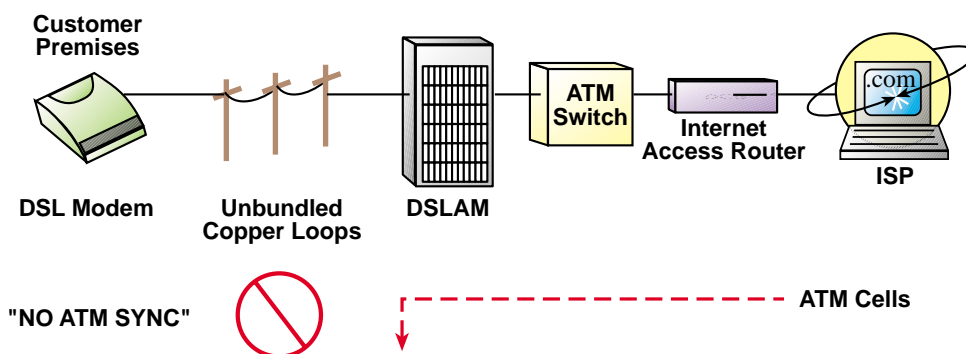 Customer
Premises
ATM
Switch
.com
Internet
Access Router
ISP
DSL Modem
Unbundled
Copper Loops
DSLAM
"NO ATM SYNC"
ATM Cells